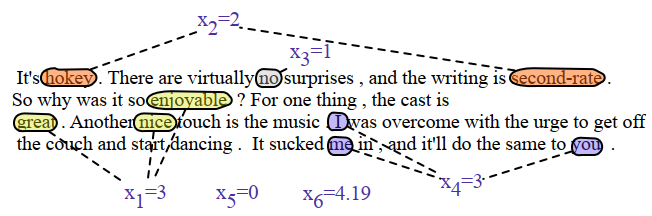 x2=2
x3=1
It's hokey . There are virtually no surprises , and the writing is second-rate .
So why was it so enjoyable ? For one thing , the cast is
great . Another nice touch is the music . I was overcome with the urge to get off
the couch and start dancing . It sucked me in , and it'll do the same to you .
x1=3 x5=0 x6=4.19 x4=3